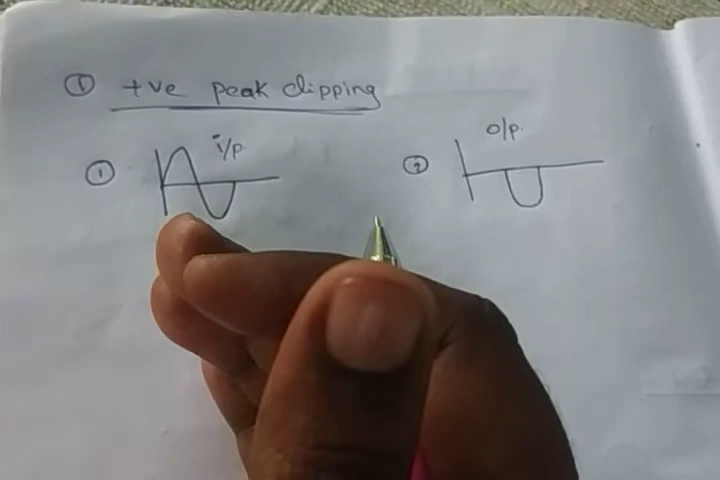 ① +ve peak clipping
① i/p.
② o/p.